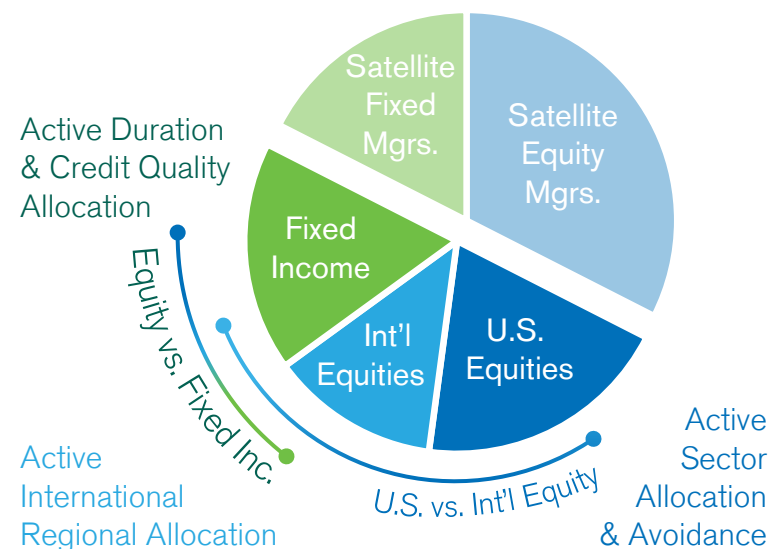 Satellite
Fixed
Mgrs.
Satellite
Equity
Mgrs.
Active Duration
& Credit Quality
Allocation
Fixed
Income
Int'l
Equities
U.S.
Equities
Equity vs. Fixed Inc.
U.S. vs. Int'l Equity
Active
International
Regional Allocation
Active
Sector
Allocation
& Avoidance